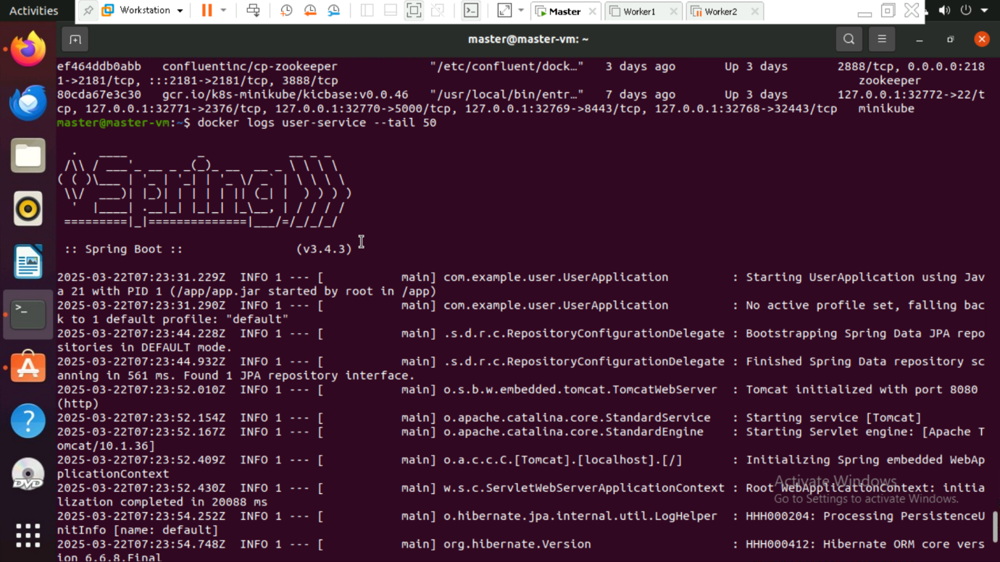 Activities
Workstation
Master
Worker1
Worker2
master@master-vm: ~
ef464ddb0abb   confluentinc/cp-zookeeper             "/etc/confluent/dock…"   3 days ago       Up 3 days       2888/tcp, 0.0.0.0:218
1->2181/tcp, :::2181->2181/tcp, 3888/tcp                                                                           zookeeper
80cda67e3c30   gcr.io/k8s-minikube/kicbase:v0.0.46   "/usr/local/bin/entr…"   7 days ago       Up 3 days       127.0.0.1:32772->22/t
cp, 127.0.0.1:32771->2376/tcp, 127.0.0.1:32770->5000/tcp, 127.0.0.1:32769->8443/tcp, 127.0.0.1:32768->32443/tcp   minikube
master@master-vm:~$ docker logs user-service --tail 50
Spring
:: Spring Boot ::                (v3.4.3)
2025-03-22T07:23:31.229Z  INFO 1 --- [           main] com.example.user.UserApplication         : Starting UserApplication using Jav
a 21 with PID 1 (/app/app.jar started by root in /app)
2025-03-22T07:23:31.290Z  INFO 1 --- [           main] com.example.user.UserApplication         : No active profile set, falling bac
k to 1 default profile: "default"
2025-03-22T07:23:44.228Z  INFO 1 --- [           main] .s.d.r.c.RepositoryConfigurationDelegate : Bootstrapping Spring Data JPA repo
sitories in DEFAULT mode.
2025-03-22T07:23:44.932Z  INFO 1 --- [           main] .s.d.r.c.RepositoryConfigurationDelegate : Finished Spring Data repository sc
anning in 561 ms. Found 1 JPA repository interface.
2025-03-22T07:23:52.010Z  INFO 1 --- [           main] o.s.b.w.embedded.tomcat.TomcatWebServer  : Tomcat initialized with port 8080
(http)
2025-03-22T07:23:52.154Z  INFO 1 --- [           main] o.apache.catalina.core.StandardService   : Starting service [Tomcat]
2025-03-22T07:23:52.167Z  INFO 1 --- [           main] o.apache.catalina.core.StandardEngine    : Starting Servlet engine: [Apache T
omcat/10.1.36]
2025-03-22T07:23:52.409Z  INFO 1 --- [           main] o.a.c.c.C.[Tomcat].[localhost].[/]       : Initializing Spring embedded WebAp
plicationContext
2025-03-22T07:23:52.430Z  INFO 1 --- [           main] w.s.c.ServletWebServerApplicationContext : Root WebApplicationContext: initia
lization completed in 20088 ms
2025-03-22T07:23:54.252Z  INFO 1 --- [           main] o.hibernate.jpa.internal.util.LogHelper  : HHH000204: Processing PersistenceU
nitInfo [name: default]
2025-03-22T07:23:54.748Z  INFO 1 --- [           main] org.hibernate.Version                    : HHH000412: Hibernate ORM core vers
ion 6.6.8.Final
Activate Windows
Go to Settings to activate Windows.
DVD